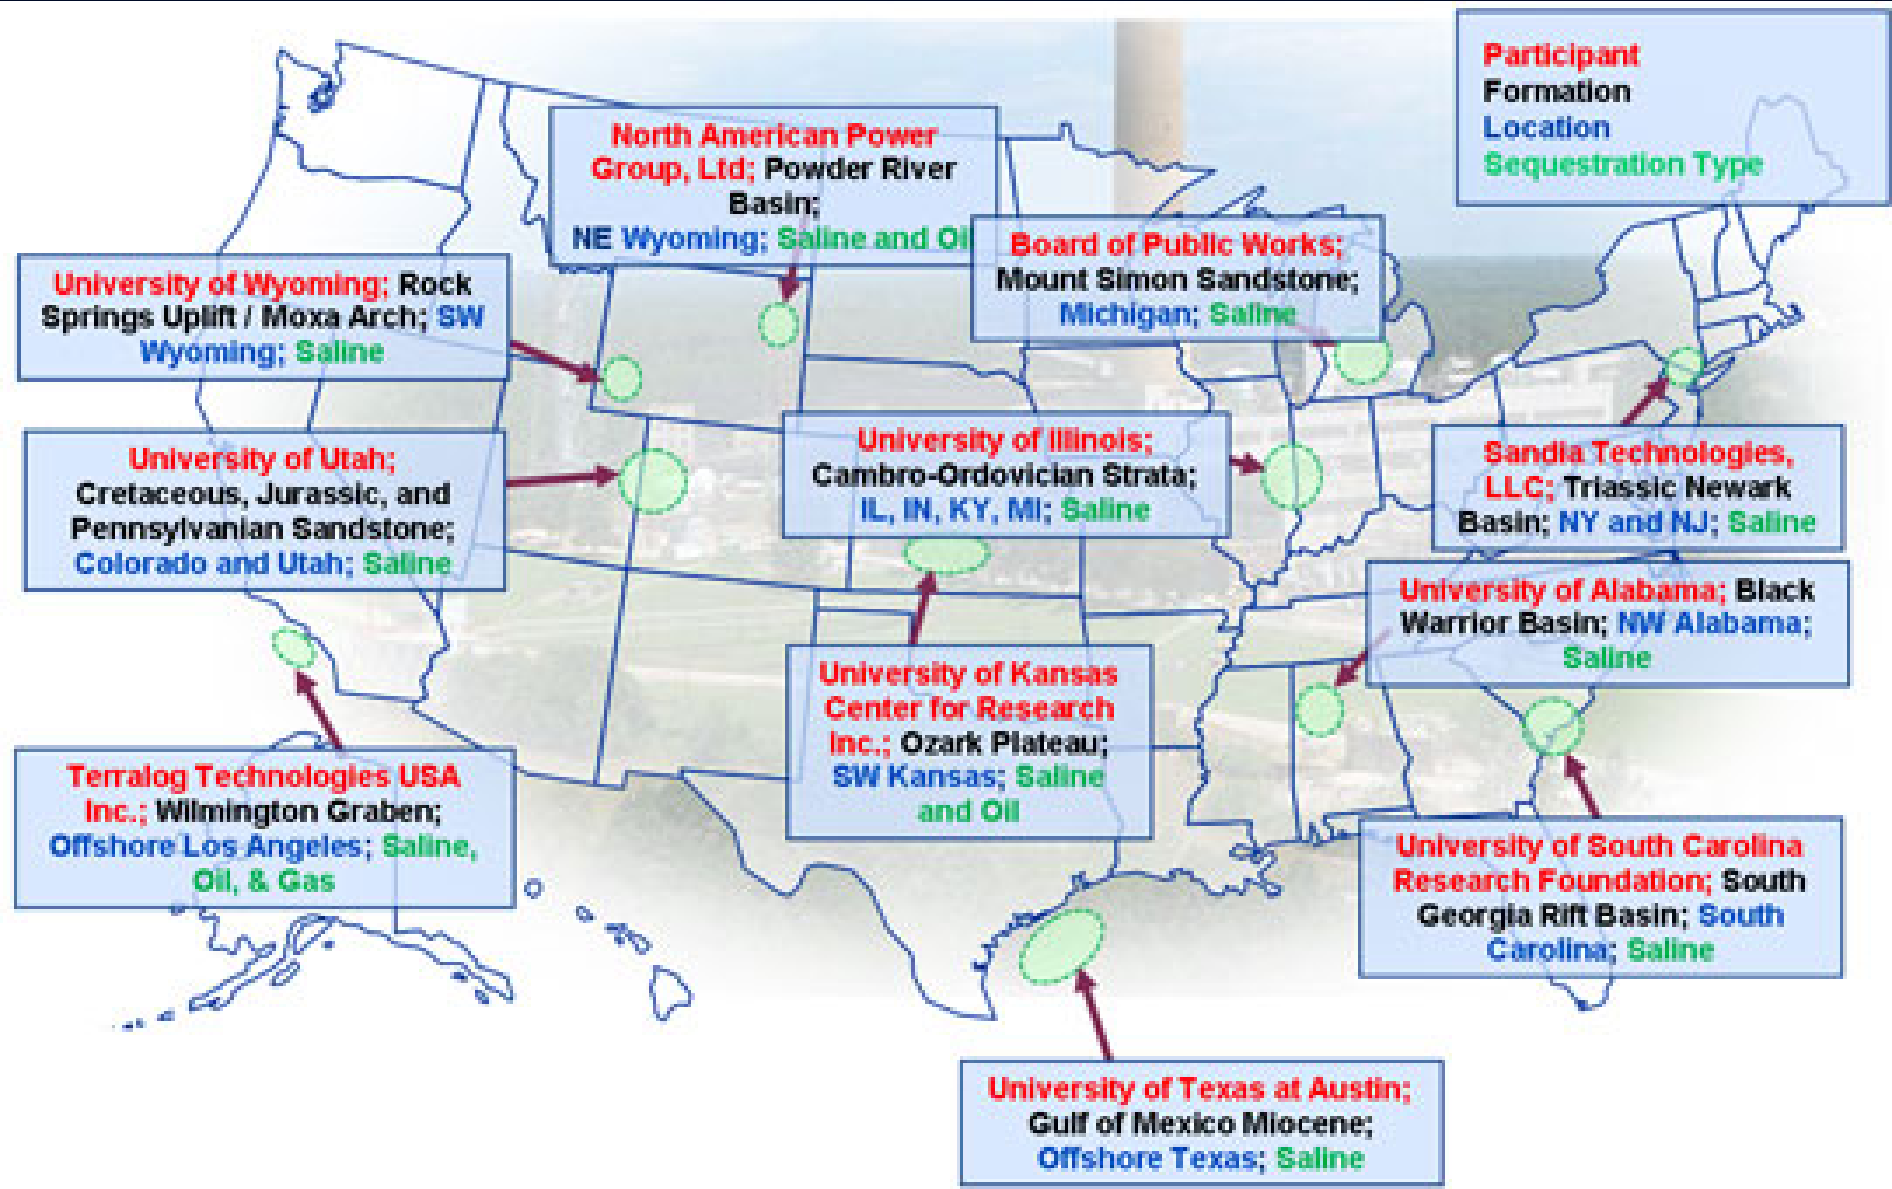 Participant
Formation
Location
Sequestration Type
North American Power
Group, Ltd; Powder River
Basin;
NE Wyoming; Saline and Oil
Board of Public Works;
Mount Simon Sandstone;
Michigan; Saline
University of Wyoming; Rock
Springs Uplift / Moxa Arch; SW
Wyoming; Saline
University of Utah;
Cretaceous, Jurassic, and
Pennsylvanian Sandstone;
Colorado and Utah; Saline
University of Illinois;
Cambro-Ordovician Strata;
IL, IN, KY, MI; Saline
Sandia Technologies,
LLC; Triassic Newark
Basin; NY and NJ; Saline
University of Alabama; Black
Warrior Basin; NW Alabama;
Saline
University of Kansas
Center for Research
Inc.; Ozark Plateau;
SW Kansas; Saline
and Oil
Terralog Technologies USA
Inc.; Wilmington Graben;
Offshore Los Angeles; Saline,
Oil, & Gas
University of South Carolina
Research Foundation; South
Georgia Rift Basin; South
Carolina; Saline
University of Texas at Austin;
Gulf of Mexico Miocene;
Offshore Texas; Saline